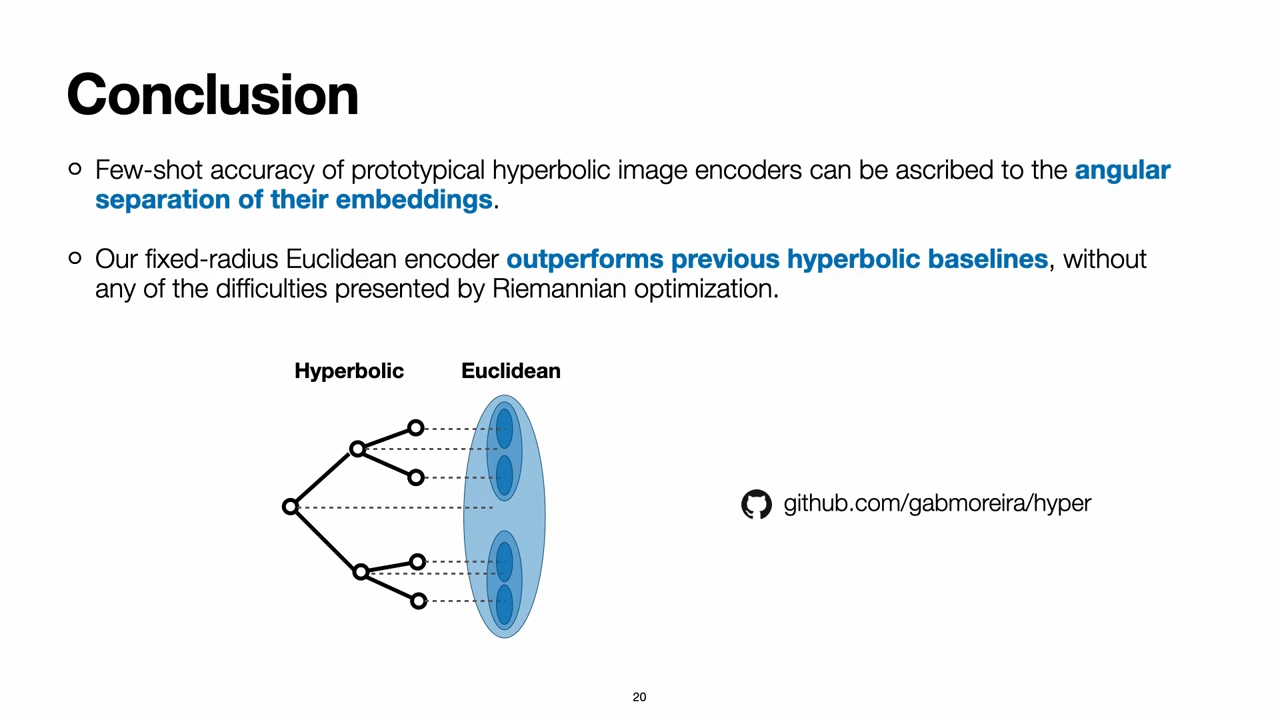 Conclusion
Few-shot accuracy of prototypical hyperbolic image encoders can be ascribed to the angular
separation of their embeddings.
Our fixed-radius Euclidean encoder outperforms previous hyperbolic baselines, without
any of the difficulties presented by Riemannian optimization.
Hyperbolic Euclidean
github.com/gabmoreira/hyper
20